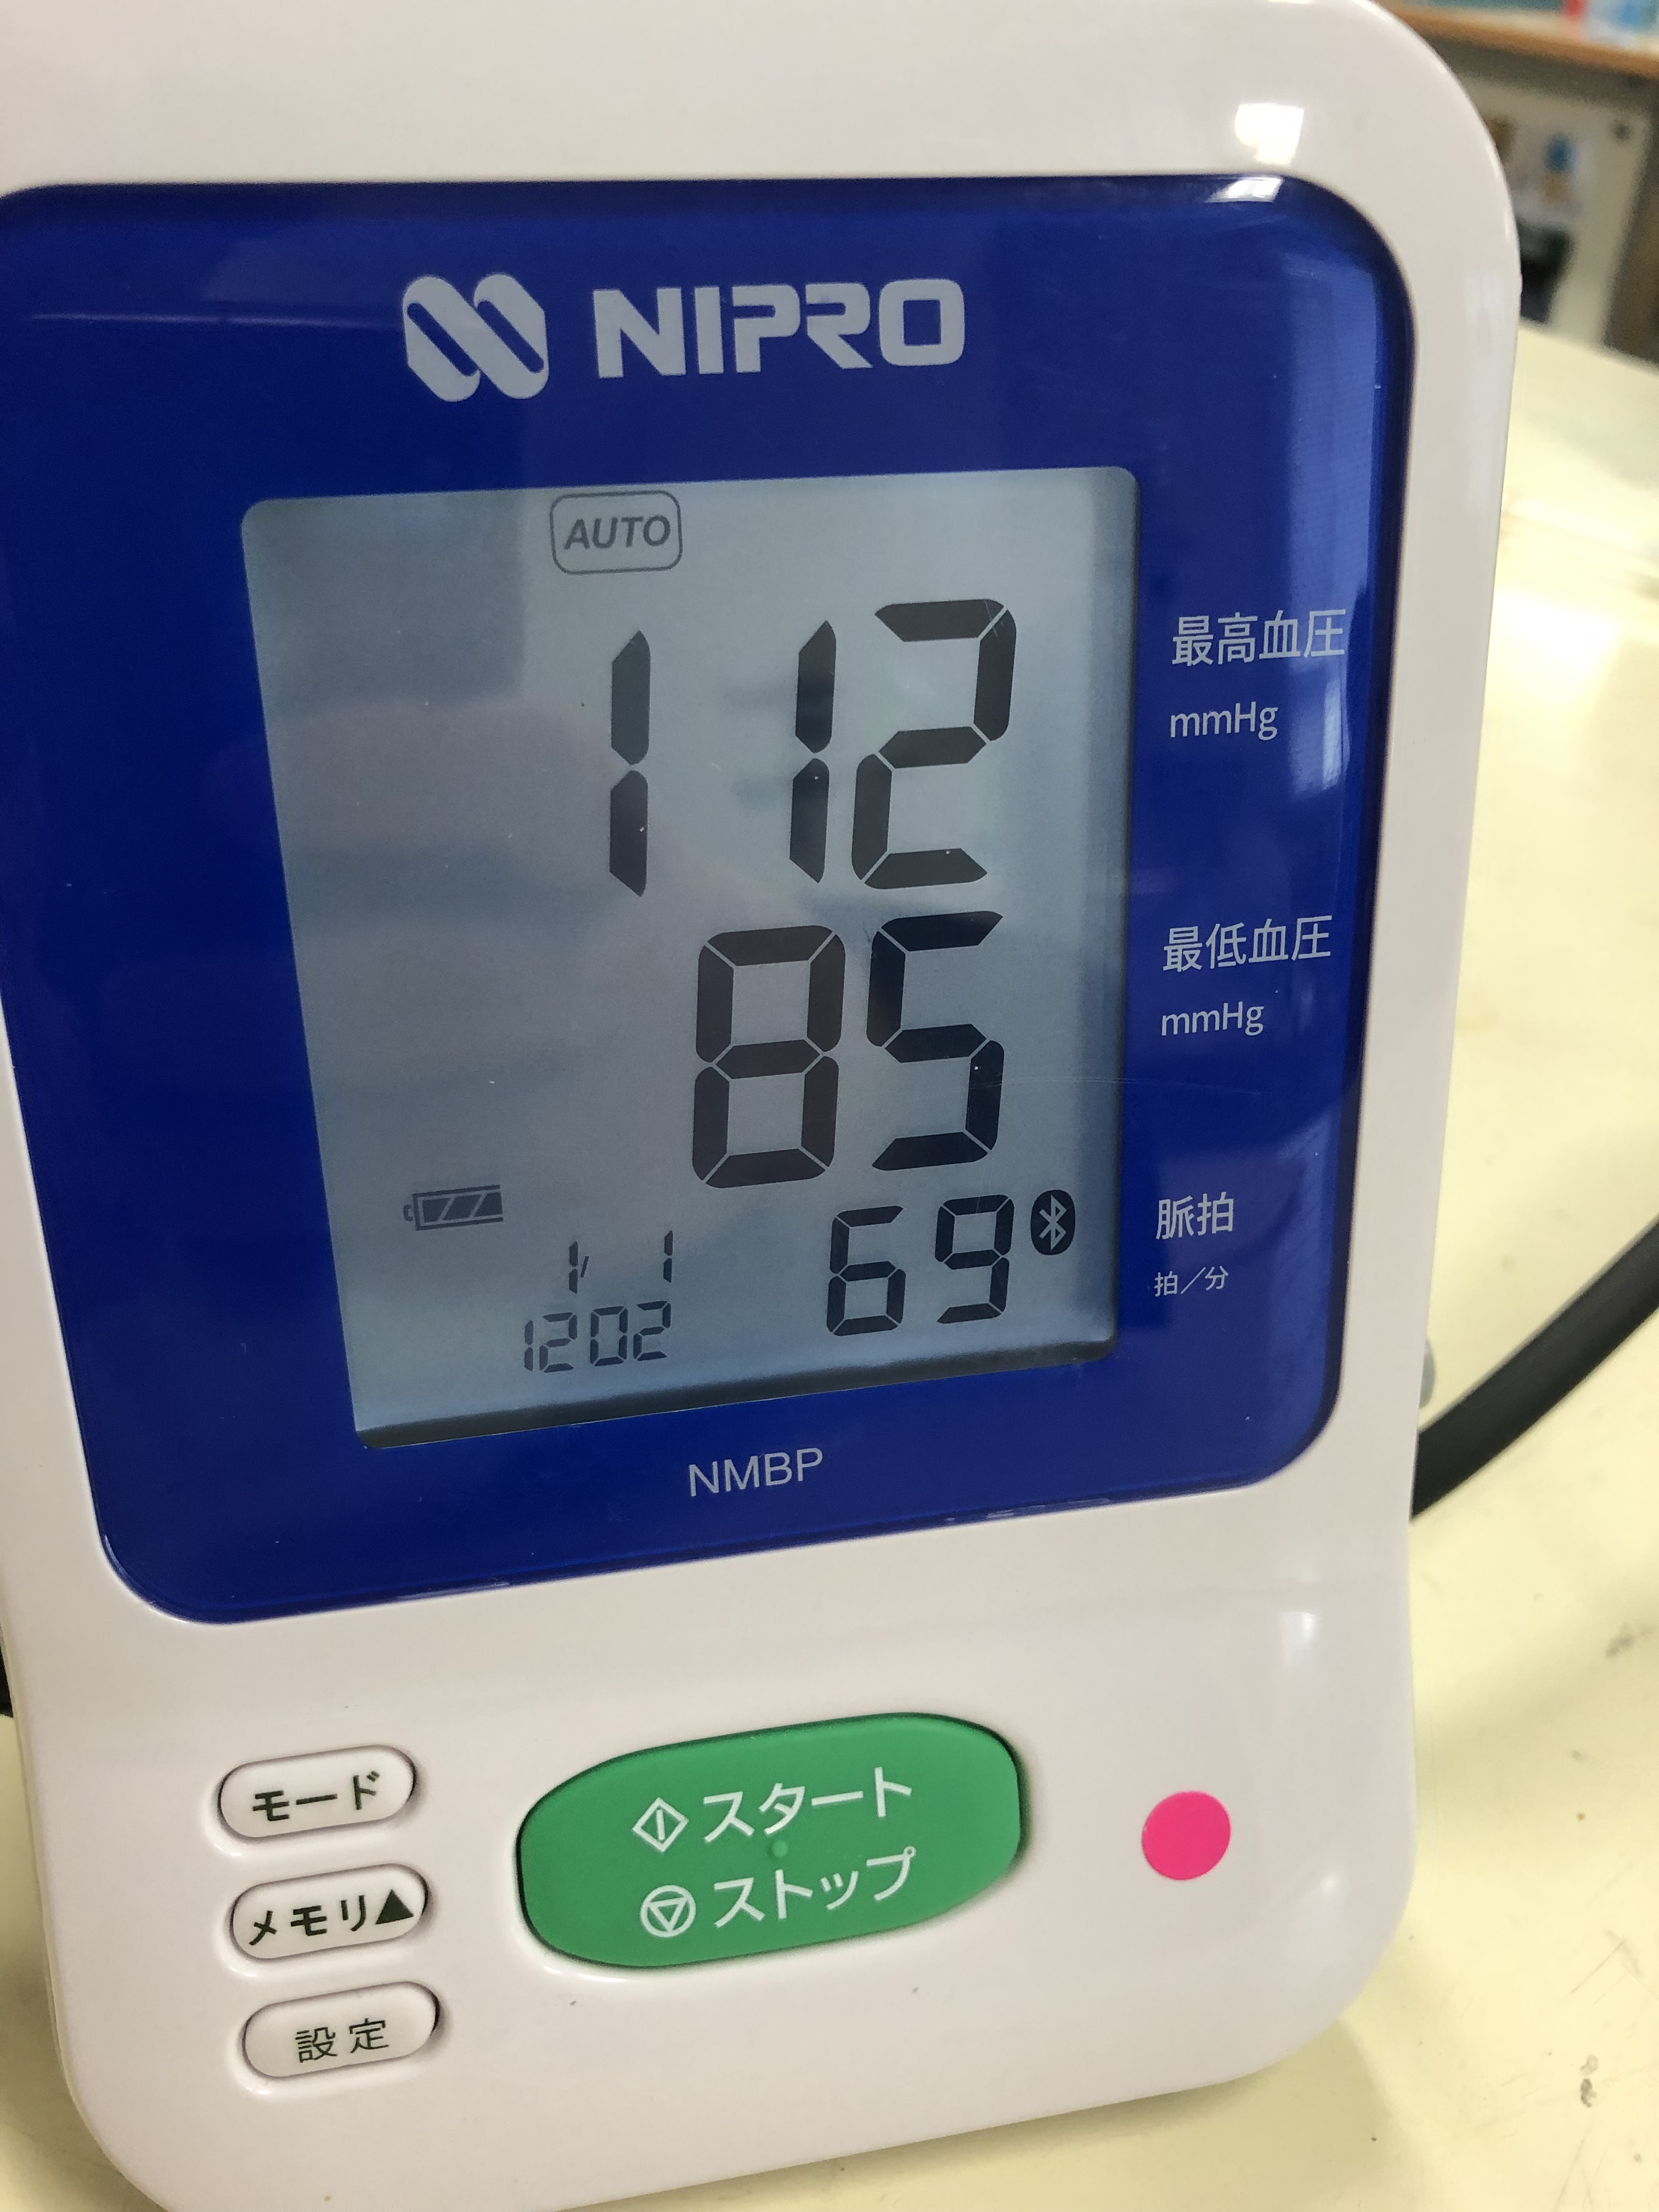 NIPRO
AUTO
112
最高血圧
mmHg
85
最低血圧
mmHg
69
脈拍
拍/分
1/ 1
1202
NMBP
モード
メモリ▲
設定
スタート
ストップ